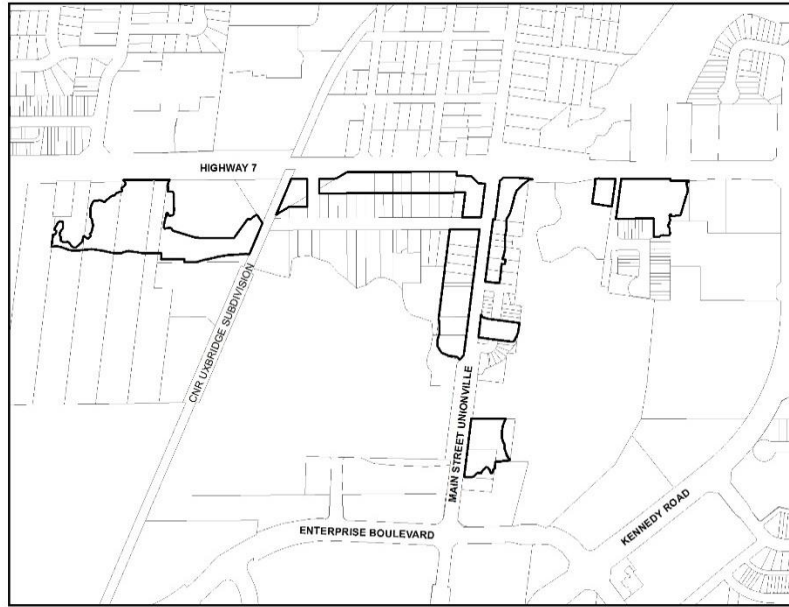 HIGHWAY 7
CNR UXBRIDGE SUBDIVISION
MAIN STREET UNIONVILLE
ENTERPRISE BOULEVARD
KENNEDY ROAD